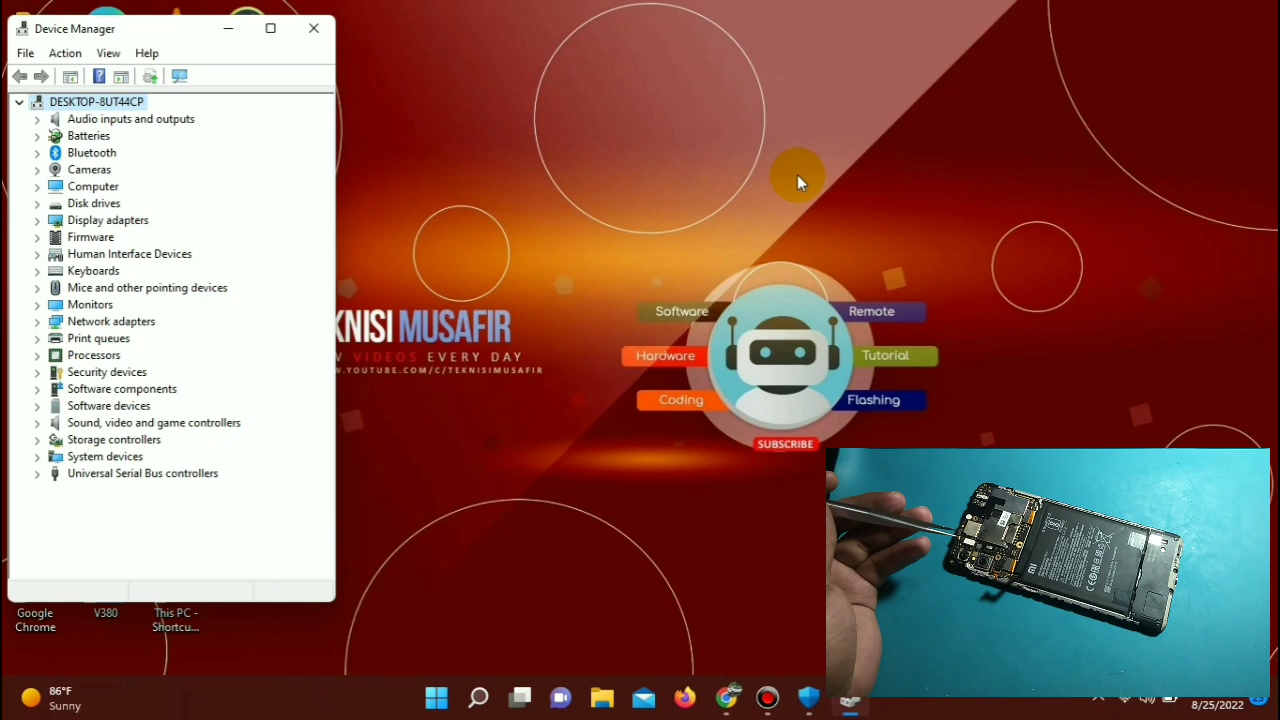 Device Manager
File Action View Help
DESKTOP-8UT44CP
Audio inputs and outputs
Batteries
Bluetooth
Cameras
Computer
Disk drives
Display adapters
Firmware
Human Interface Devices
Keyboards
Mice and other pointing devices
Monitors
Network adapters
Print queues
Processors
Security devices
Software components
Software devices
Sound, video and game controllers
Storage controllers
System devices
Universal Serial Bus controllers
KNISI MUSAFIR
W VIDEOS EVERY DAY
W.YOUTUBE.COM/C/TEKNISIMUSAFIR
Software
Remote
Hardware
Tutorial
Coding
Flashing
SUBSCRIBE
Google
Chrome
V380
This PC -
Shortcu...
86°F
Sunny
8/25/2022